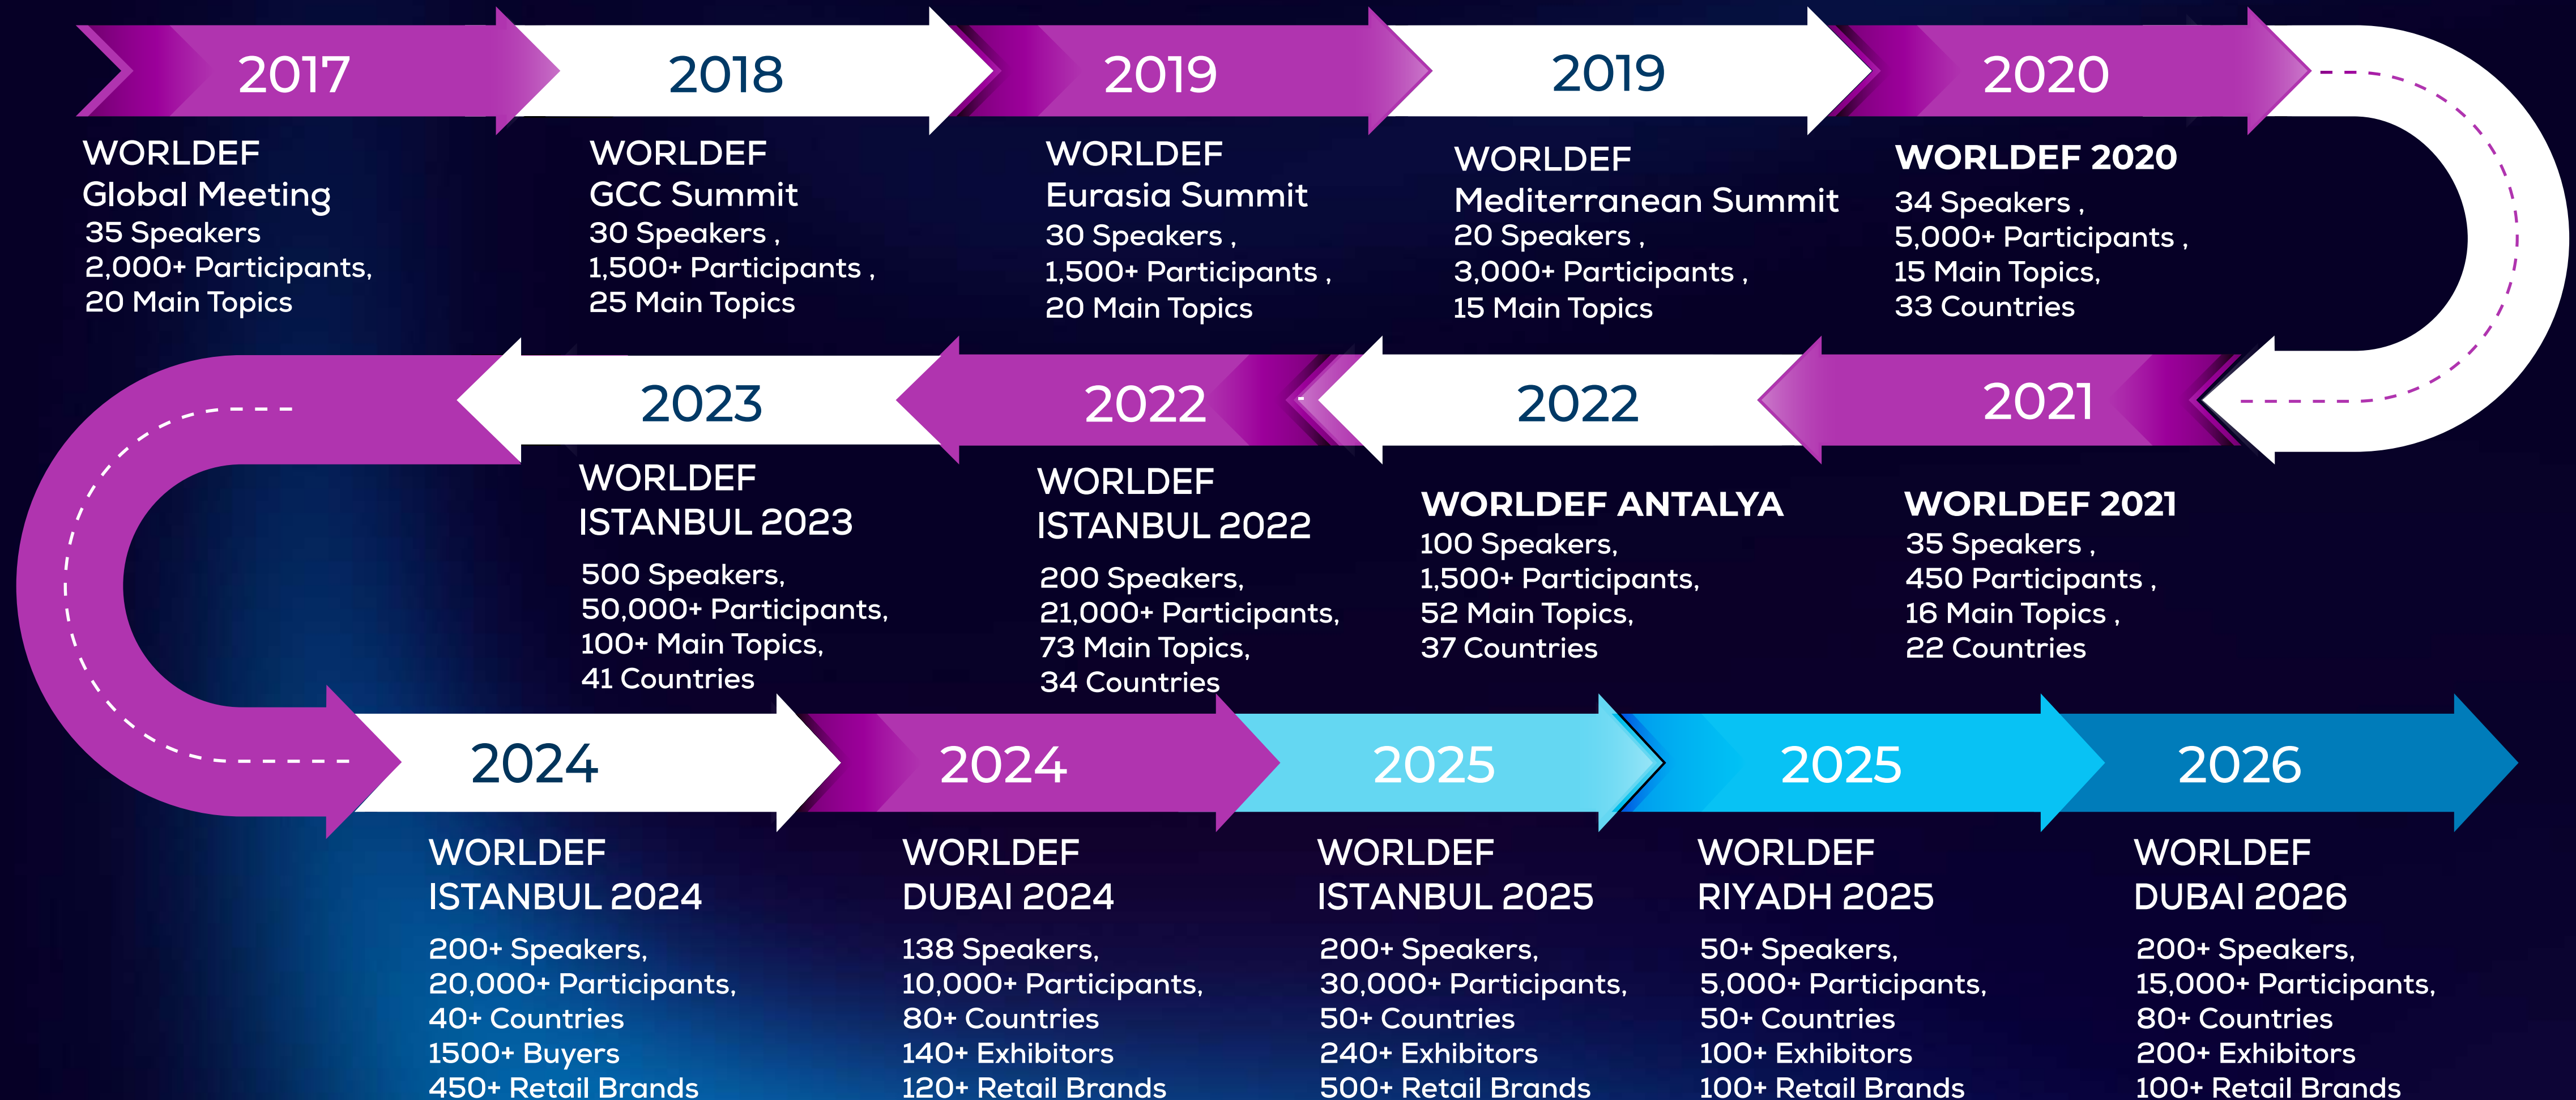 2017
WORLDEF
Global Meeting
35 Speakers
2,000+ Participants,
20 Main Topics
2018
WORLDEF
GCC Summit
30 Speakers ,
1,500+ Participants ,
25 Main Topics
2019
WORLDEF
Eurasia Summit
30 Speakers ,
1,500+ Participants ,
20 Main Topics
2019
WORLDEF
Mediterranean Summit
20 Speakers ,
3,000+ Participants ,
15 Main Topics
2020
WORLDEF 2020
34 Speakers ,
5,000+ Participants ,
15 Main Topics,
33 Countries
2021
WORLDEF 2021
35 Speakers ,
450 Participants ,
16 Main Topics ,
22 Countries
2022
WORLDEF ANTALYA
100 Speakers,
1,500+ Participants,
52 Main Topics,
37 Countries
2022
WORLDEF
ISTANBUL 2022
200 Speakers,
21,000+ Participants,
73 Main Topics,
34 Countries
2023
WORLDEF
ISTANBUL 2023
500 Speakers,
50,000+ Participants,
100+ Main Topics,
41 Countries
2024
WORLDEF
ISTANBUL 2024
200+ Speakers,
20,000+ Participants,
40+ Countries
1500+ Buyers
450+ Retail Brands
2024
WORLDEF
DUBAI 2024
138 Speakers,
10,000+ Participants,
80+ Countries
140+ Exhibitors
120+ Retail Brands
2025
WORLDEF
ISTANBUL 2025
200+ Speakers,
30,000+ Participants,
50+ Countries
240+ Exhibitors
500+ Retail Brands
2025
WORLDEF
RIYADH 2025
50+ Speakers,
5,000+ Participants,
50+ Countries
100+ Exhibitors
100+ Retail Brands
2026
WORLDEF
DUBAI 2026
200+ Speakers,
15,000+ Participants,
80+ Countries
200+ Exhibitors
100+ Retail Brands